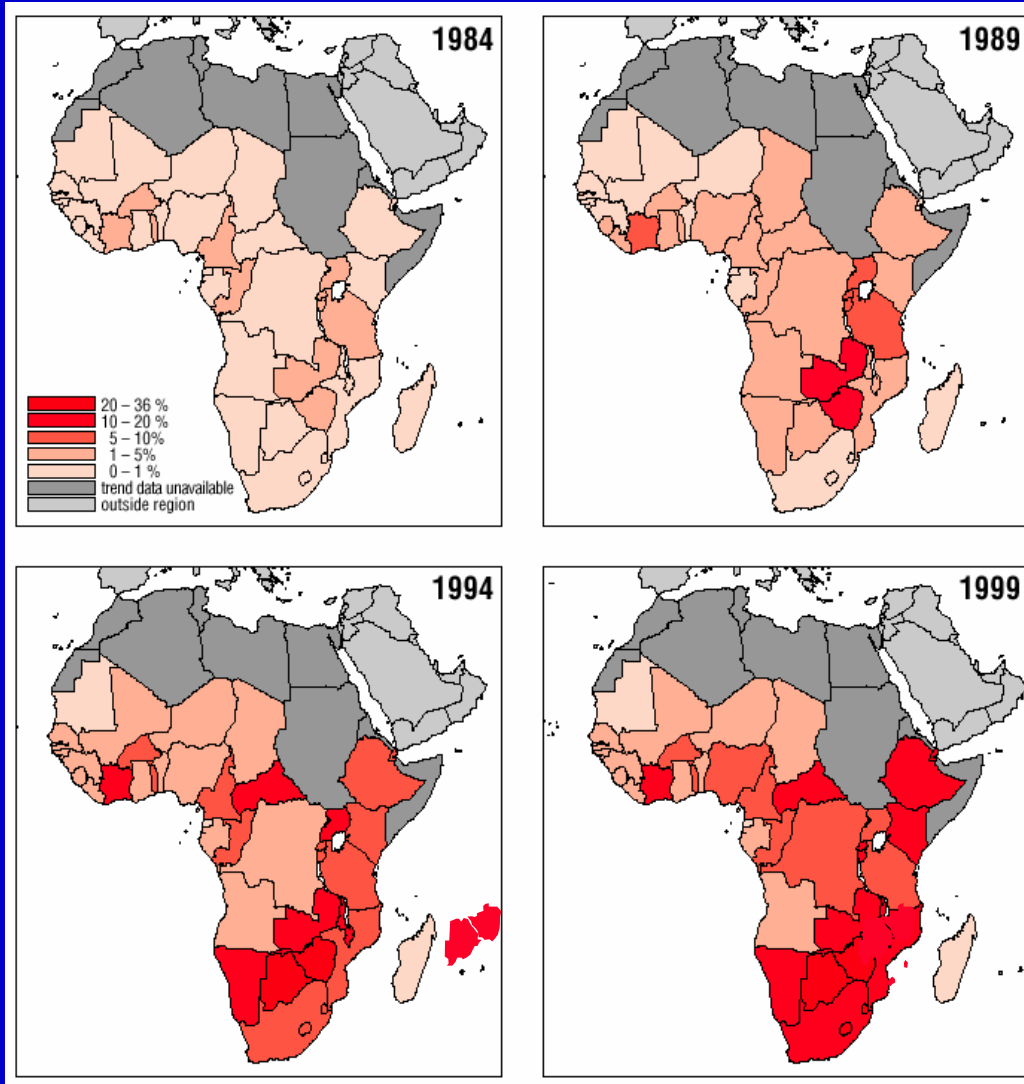 1984
1989
20 – 36 %
10 – 20 %
5 – 10%
1 – 5%
0 – 1 %
trend data unavailable
outside region
1994
1999